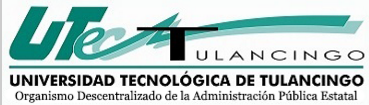 UTec TULANCINGO
UNIVERSIDAD TECNOLÓGICA DE TULANCINGO
Organismo Descentralizado de la Administración Pública Estatal